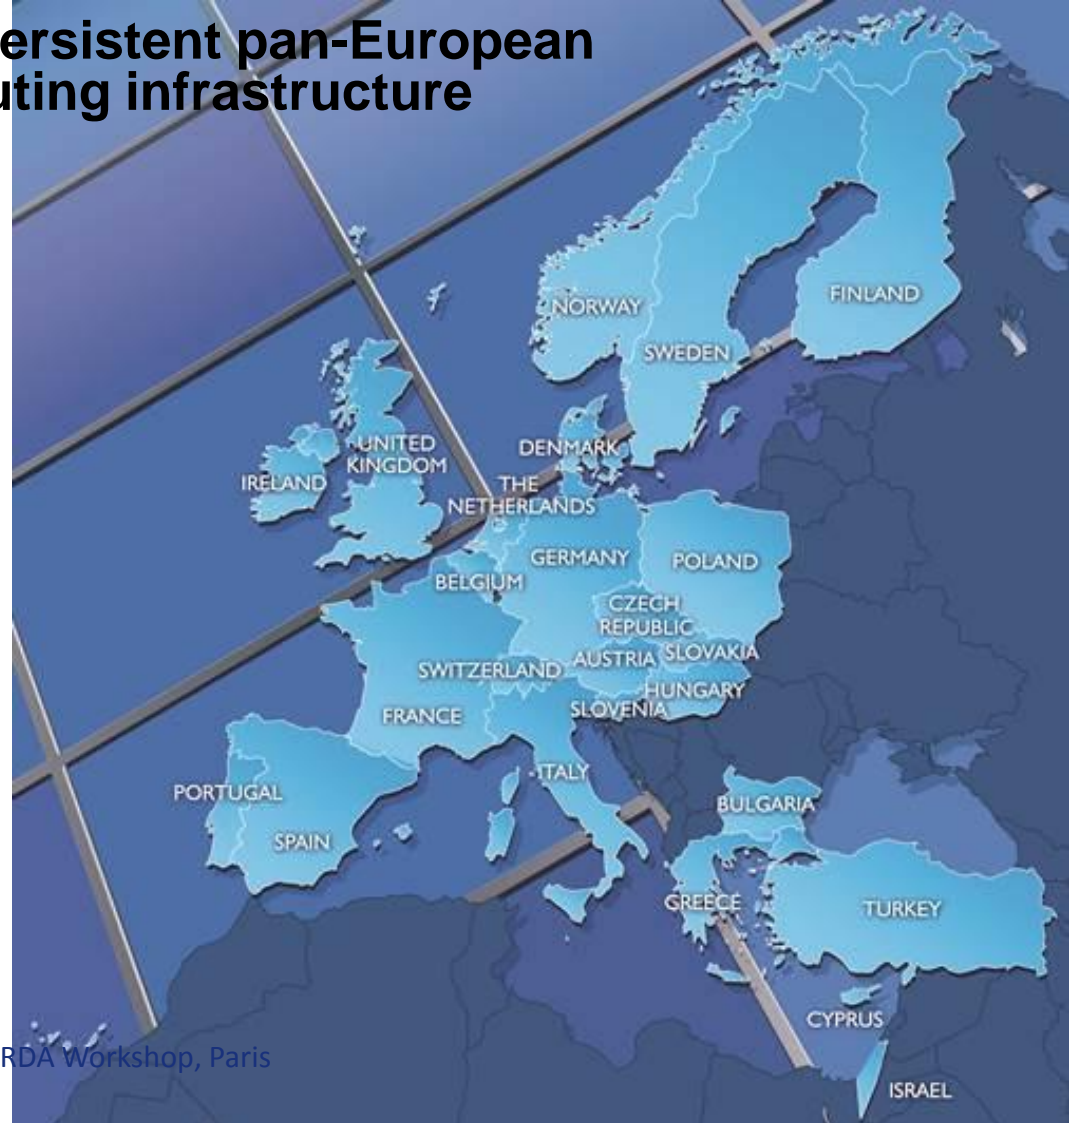 ersistent pan-European
uting infrastructure
NORWAY
FINLAND
SWEDEN
UNITED
KINGDOM
DENMARK
IRELAND
THE
NETHERLANDS
GERMANY
POLAND
BELGIUM
CZECH
REPUBLIC
AUSTRIA
SLOVAKIA
SWITZERLAND
HUNGARY
SLOVENIA
FRANCE
ITALY
PORTUGAL
BULGARIA
SPAIN
GREECE
TURKEY
CYPRUS
RDA Workshop, Paris
ISRAEL